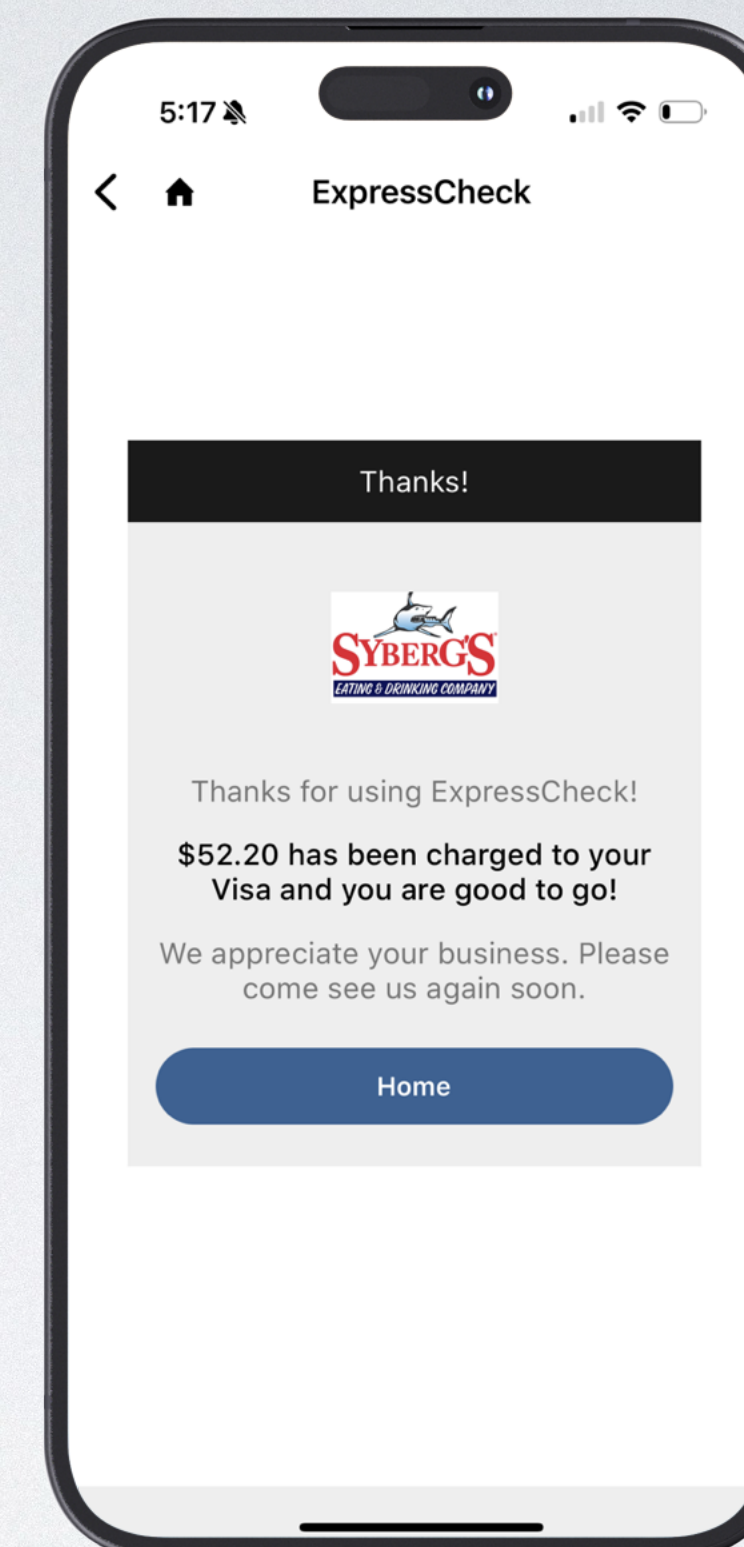 5:17
ExpressCheck
Thanks!
SYBERG'S
EATING & DRINKING COMPANY
Thanks for using ExpressCheck!
$52.20 has been charged to your
Visa and you are good to go!
We appreciate your business. Please
come see us again soon.
Home